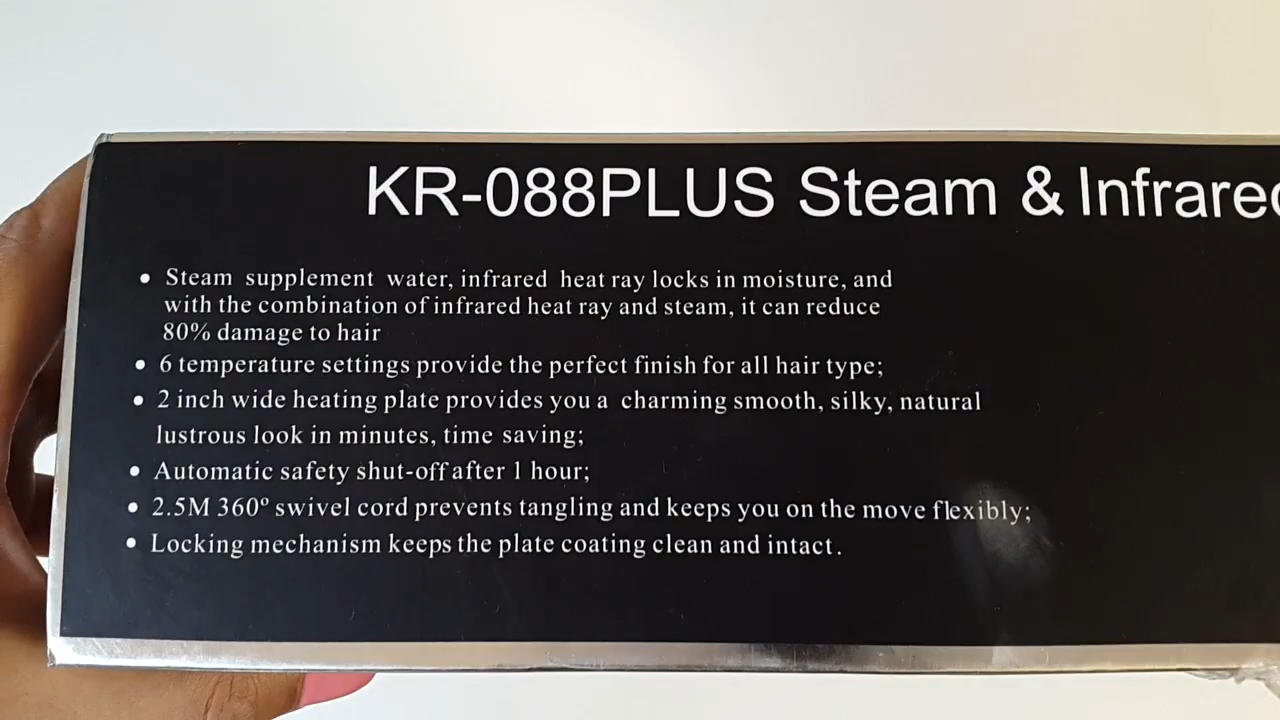 KR-088PLUS Steam & Infrared
• Steam supplement water, infrared heat ray locks in moisture, and
with the combination of infrared heat ray and steam, it can reduce
80% damage to hair
• 6 temperature settings provide the perfect finish for all hair type;
• 2 inch wide heating plate provides you a charming smooth, silky, natural
lustrous look in minutes, time saving;
• Automatic safety shut-off after 1 hour;
• 2.5M 360° swivel cord prevents tangling and keeps you on the move flexibly;
• Locking mechanism keeps the plate coating clean and intact.